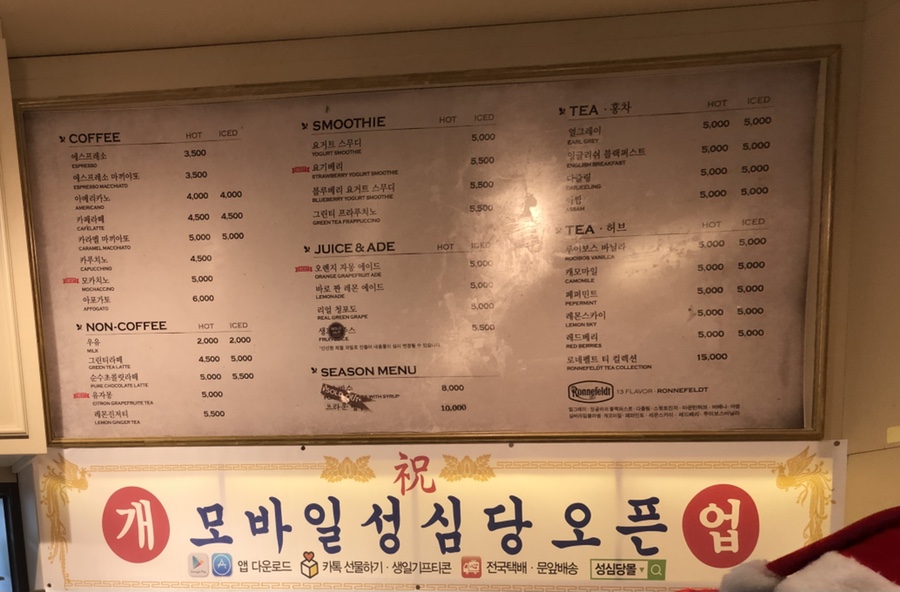 COFFEE HOT ICED
에스프레소 3,500
ESPRESSO
에스프레소 마끼아또 3,500
ESPRESSO MACCHIATO
아메리카노 4,000 4,000
AMERICANO
카페라떼 4,500 4,500
CAFELATTE
카라멜 마끼아또 5,000 5,000
CARAMEL MACCHIATO
카푸치노 4,500
CAPUCCHINO
모카치노 5,000
MOCHACCINO
아포가토 6,000
AFFOGATO
NON-COFFEE HOT ICED
우유 2,000 2,000
MILK
그린티라떼 4,500 5,000
GREEN TEA LATTE
순수초콜릿라떼 5,000 5,500
PURE CHOCOLATE LATTE
유자몽 5,000
CITRON GRAPEFRUITE TEA
레몬진저티 5,500
LEMON GINGER TEA
SMOOTHIE HOT ICED
요거트 스무디 5,000
YOGURT SMOOTHIE
요기베리 5,500
STRAWBERRY YOGURT SMOOTHIE
블루베리 요거트 스무디 5,500
BLUEBERRY YOGURT SMOOTHIE
그린티 프라푸치노 5,500
GREEN TEA FRAPPUCCINO
JUICE & ADE HOT ICED
오렌지 자몽 에이드 5,000
ORANGE GRAPEFRUIT ADE
바로 짠 레몬 에이드 5,000
LEMONADE
리얼 청포도 5,000
REAL GREEN GRAPE
5,500
SEASON MENU
8,000
10,000
TEA · 홍차 HOT ICED
얼그레이 5,000 5,000
EARL GREY
잉글리쉬 블랙퍼스트 5,000 5,000
ENGLISH BREAKFAST
다즐링 5,000 5,000
DARJEELING
5,000 5,000
TEA · 허브 HOT ICED
루이보스 바닐라 5,000 5,000
ROOIBOS VANILLA
캐모마일 5,000 5,000
CAMOMILE
페퍼민트 5,000 5,000
PEPERMINT
레몬스카이 5,000 5,000
LEMON SKY
레드베리 5,000 5,000
RED BERRIES
로네펠트 티 컬렉션 15,000
RONNEFELDT TEA COLLECTION
Ronnefeldt 13 FLAVOR · RONNEFELDT
祝
개 모바일성심당오픈 업
앱 다운로드 카톡 선물하기 · 생일기프티콘 전국택배 · 문앞배송 성심당몰